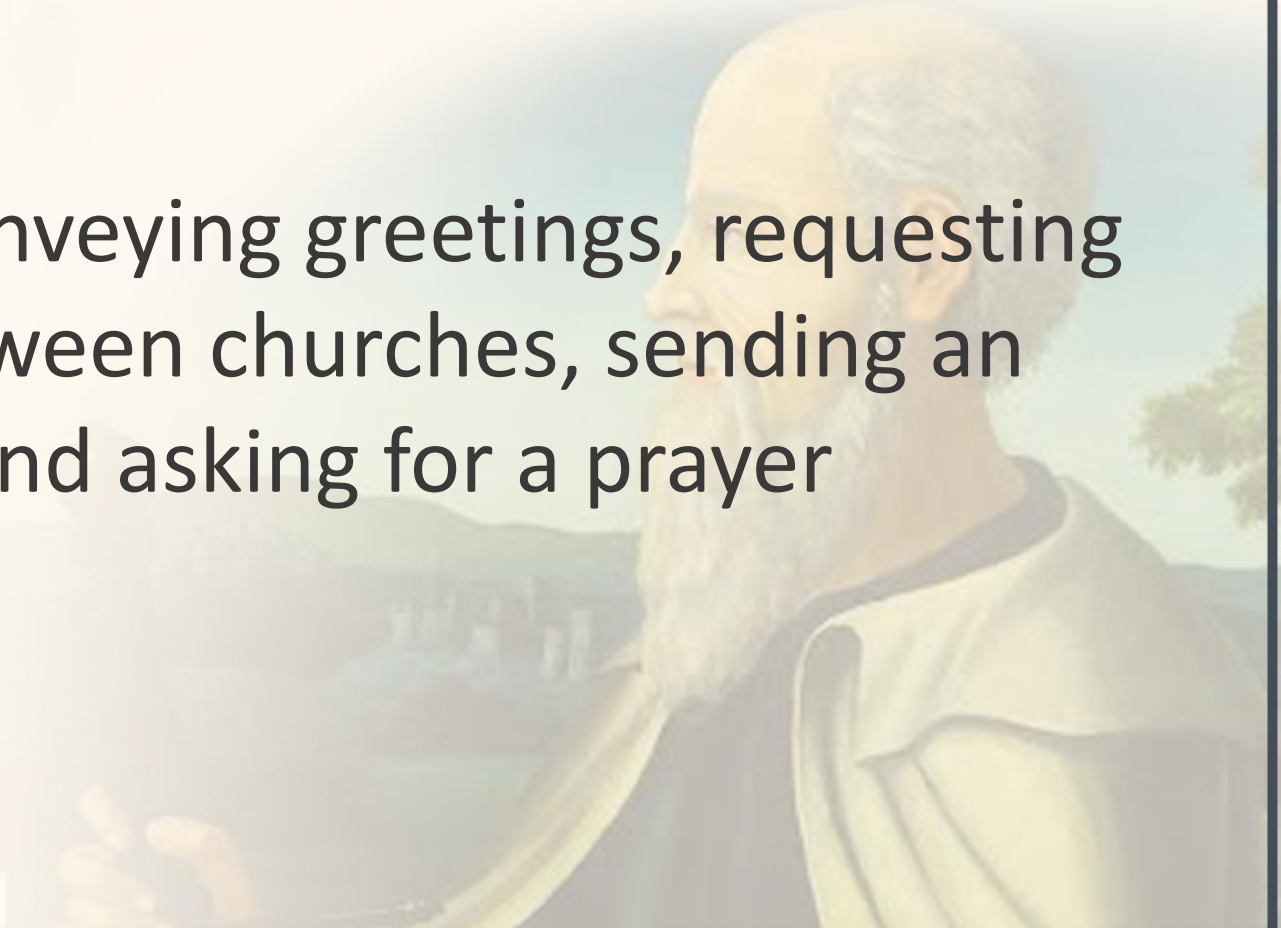 nveying greetings, requesting
ween churches, sending an
nd asking for a prayer